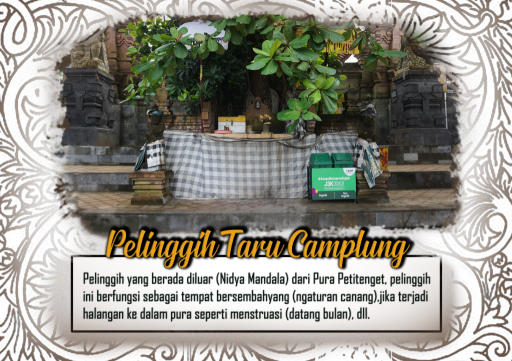 J3K
Pelinggih Taru Camplung
Pelinggih yang berada diluar (Nidya Mandala) dari Pura Petitenget, pelinggih
ini berfungsi sebagai tempat bersembahyang (ngaturan canang),jika terjadi
halangan ke dalam pura seperti menstruasi (datang bulan), dll.